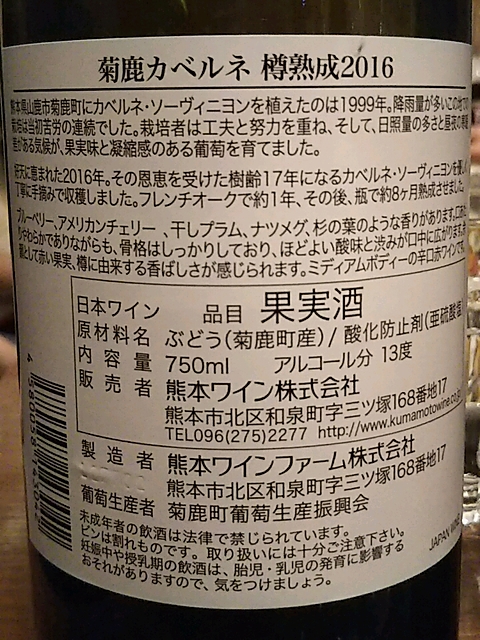 菊鹿カベルネ 樽熟成2016
熊本県山鹿市菊鹿町にカベルネ・ソーヴィニヨンを植えたのは1999年。降雨量が多いこの地での
栽培は当初苦労の連続でした。栽培者は工夫と努力を重ね、そして、日照量の多さと昼夜の寒暖
差がある気候が、果実味と凝縮感のある葡萄を育てました。
好天に恵まれた2016年。その恩恵を受けた樹齢17年になるカベルネ・ソーヴィニヨンを
丁寧に手摘みで収穫しました。フレンチオークで約1年、その後、瓶で約8ヶ月熟成させました。
ブルーベリー、アメリカンチェリー、干しプラム、ナツメグ、杉の葉のような香りがあります。
やわらかでありながらも、骨格はしっかりしており、ほどよい酸味と渋みが口中に広がります。
として赤い果実、樽に由来する香ばしさが感じられます。ミディアムボディーの辛口赤ワインで
日本ワイン 品目 果実酒
原材料名 ぶどう(菊鹿町産)/ 酸化防止剤(亜硫酸塩
内容量 750ml アルコール分 13度
販売者 熊本ワイン株式会社
熊本市北区和泉町字三ツ塚168番地17
TEL096(275)2277 http://www.kumamotowine.co.jp
製造者 熊本ワインファーム株式会社
熊本市北区和泉町字三ツ塚168番地17
葡萄生産者 菊鹿町葡萄生産振興会
未成年者の飲酒は法律で禁じられています。
ビンは割れものです。取り扱いには十分ご注意下さい。
妊娠中や授乳期の飲酒は、胎児・乳児の発育に影響する
おそれがありますので、気をつけましょう。
JAPAN WINE